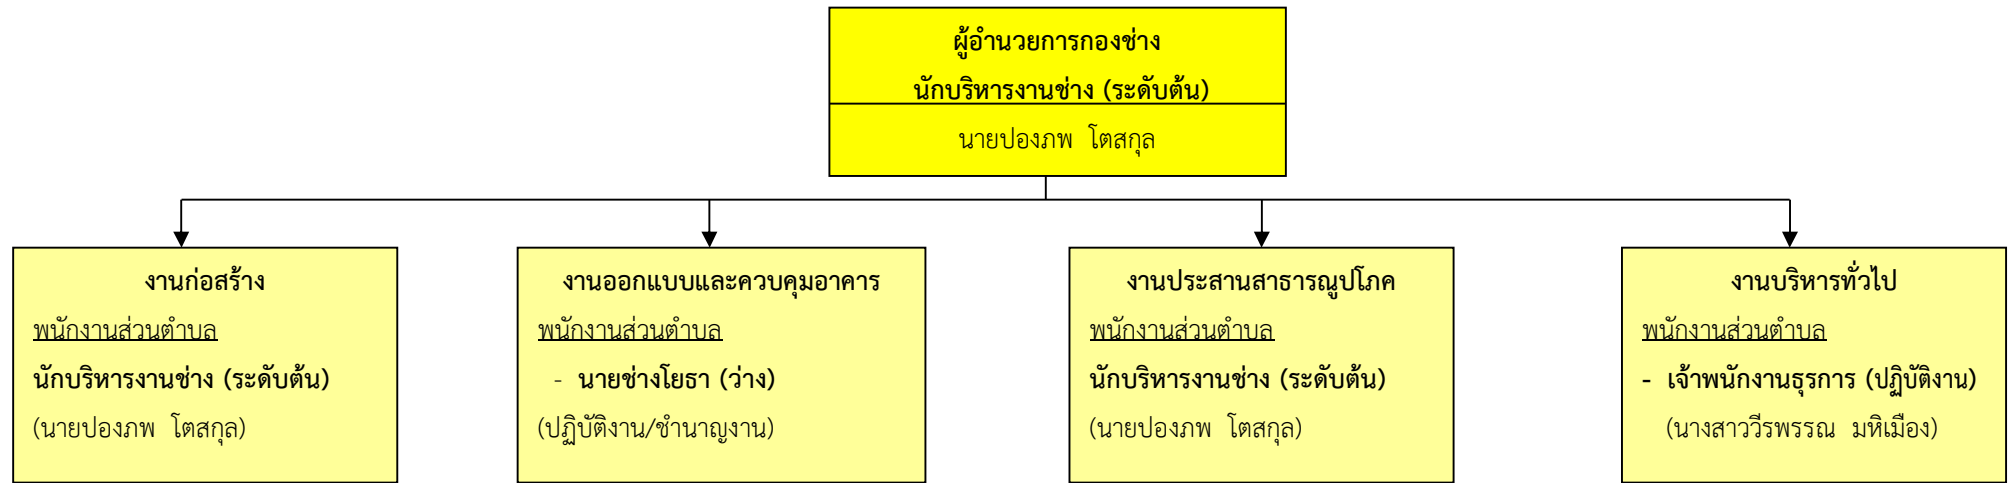 ผู้อำนวยการกองช่าง
นักบริหารงานช่าง (ระดับต้น)
นายปองภพ โตสกุล
งานก่อสร้าง
พนักงานส่วนตำบล
นักบริหารงานช่าง (ระดับต้น)
(นายปองภพ โตสกุล)
งานออกแบบและควบคุมอาคาร
พนักงานส่วนตำบล
- นายช่างโยธา (ว่าง)
(ปฏิบัติงาน/ชำนาญงาน)
งานประสานสาธารณูปโภค
พนักงานส่วนตำบล
นักบริหารงานช่าง (ระดับต้น)
(นายปองภพ โตสกุล)
งานบริหารทั่วไป
พนักงานส่วนตำบล
- เจ้าพนักงานธุรการ (ปฏิบัติงาน)
(นางสาววีรพรรณ มหิเมือง)